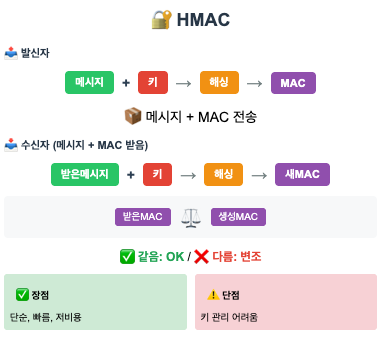 🔐 HMAC
📤 발신자
메시지 + 키 → 해싱 → MAC
📦 메시지 + MAC 전송
📥 수신자 (메시지 + MAC 받음)
받은메시지 + 키 → 해싱 → 새MAC
받은MAC ⚖️ 생성MAC
✅ 같음: OK / ❌ 다름: 변조
✅ 장점
단순, 빠름, 저비용
⚠️ 단점
키 관리 어려움